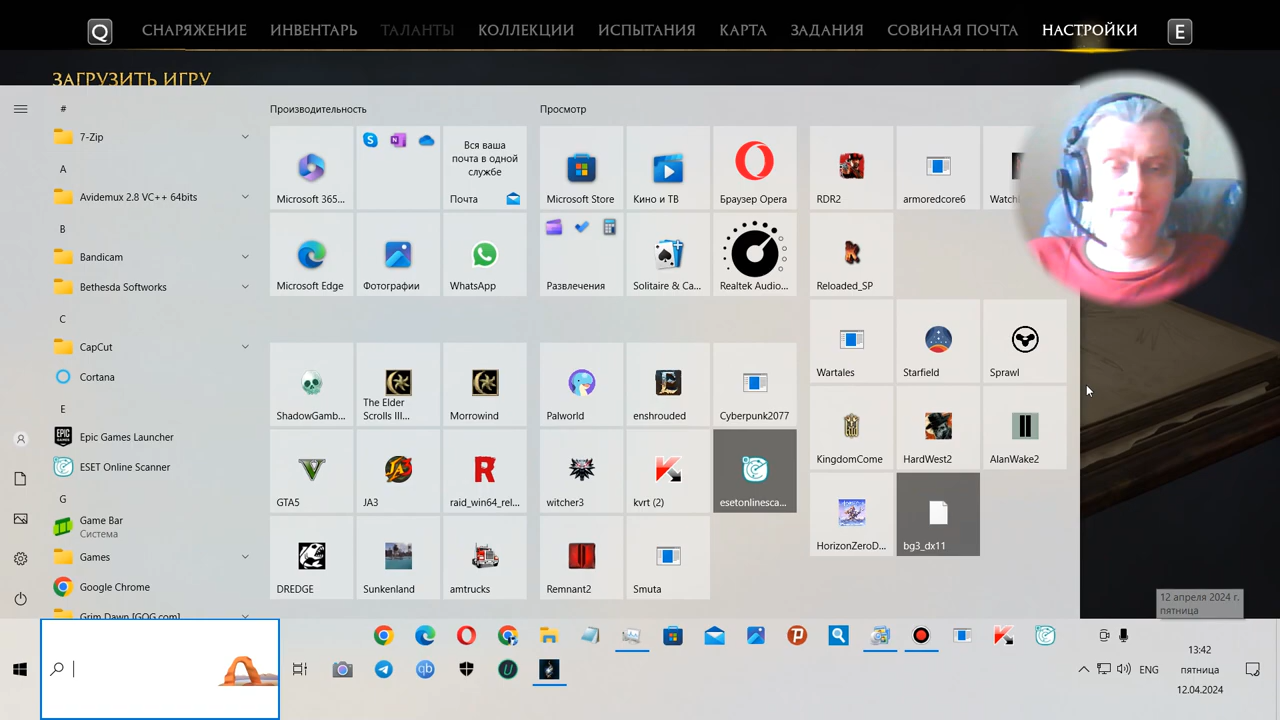 Q СНАРЯЖЕНИЕ ИНВЕНТАРЬ ТАЛАНТЫ КОЛЛЕКЦИИ ИСПЫТАНИЯ КАРТА ЗАДАНИЯ СОВИНАЯ ПОЧТА НАСТРОЙКИ E
ЗАГРУЗИТЬ ИГРУ
#
7-Zip
A
Avidemux 2.8 VC++ 64bits
B
Bandicam
Bethesda Softworks
C
CapCut
Cortana
E
Epic Games Launcher
ESET Online Scanner
G
Game Bar
Система
Games
Google Chrome
Grim Dawn [GOG.com]
Производительность
Microsoft 365...
Вся ваша
почта в одной
службе
Почта
Microsoft Edge
Фотографии
WhatsApp
ShadowGamb...
The Elder
Scrolls III...
Morrowind
GTA5
JA3
raid_win64_rel...
DREDGE
Sunkenland
amtrucks
Просмотр
Microsoft Store
Кино и ТВ
Браузер Opera
Развлечения
Solitaire & Ca...
Realtek Audio...
Palworld
enshrouded
Cyberpunk2077
witcher3
kvrt (2)
esetonlinesca...
Remnant2
Smuta
RDR2
armoredcore6
Reloaded_SP
Wartales
Starfield
Sprawl
KingdomCome
HardWest2
AlanWake2
HorizonZeroD...
bg3_dx11
12 апреля 2024 г.
пятница
ENG
13:42
пятница
12.04.2024